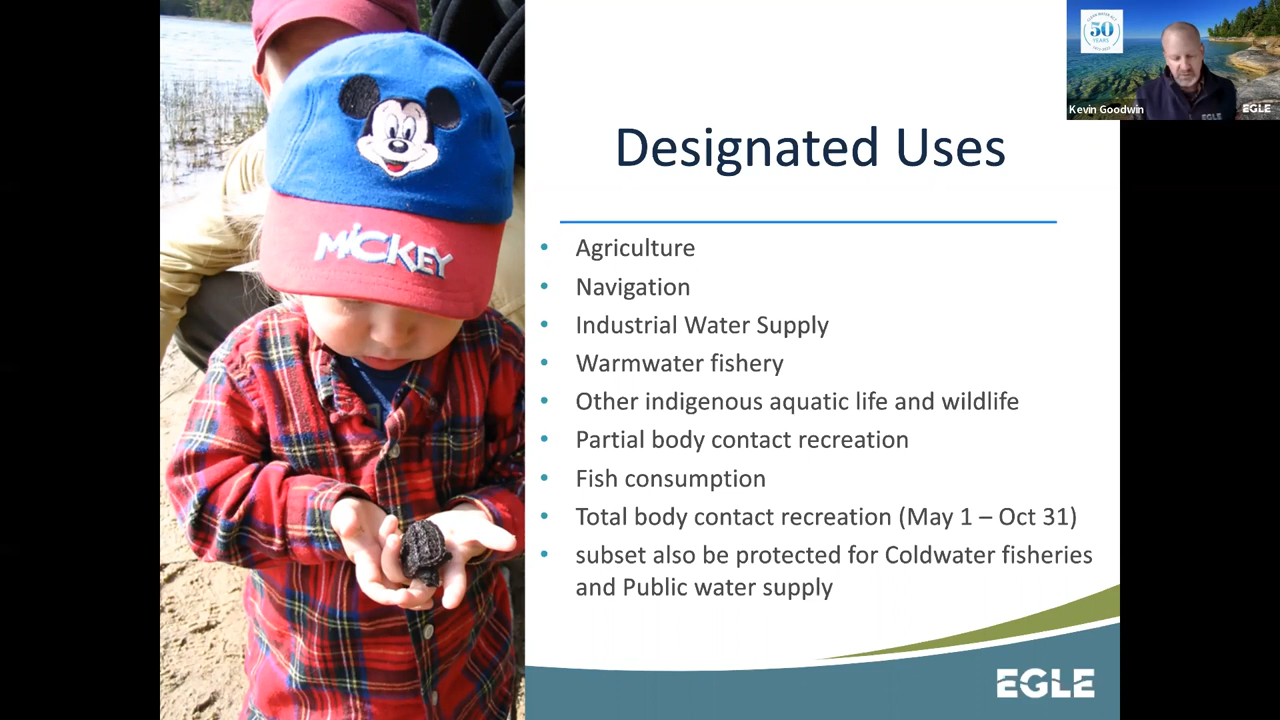 MiCKEY
Designated Uses
• Agriculture
• Navigation
• Industrial Water Supply
• Warmwater fishery
• Other indigenous aquatic life and wildlife
• Partial body contact recreation
• Fish consumption
• Total body contact recreation (May 1 – Oct 31)
• subset also be protected for Coldwater fisheries
and Public water supply
EGLE
50
YEARS
Kevin Goodwin
EGLE
EGLE